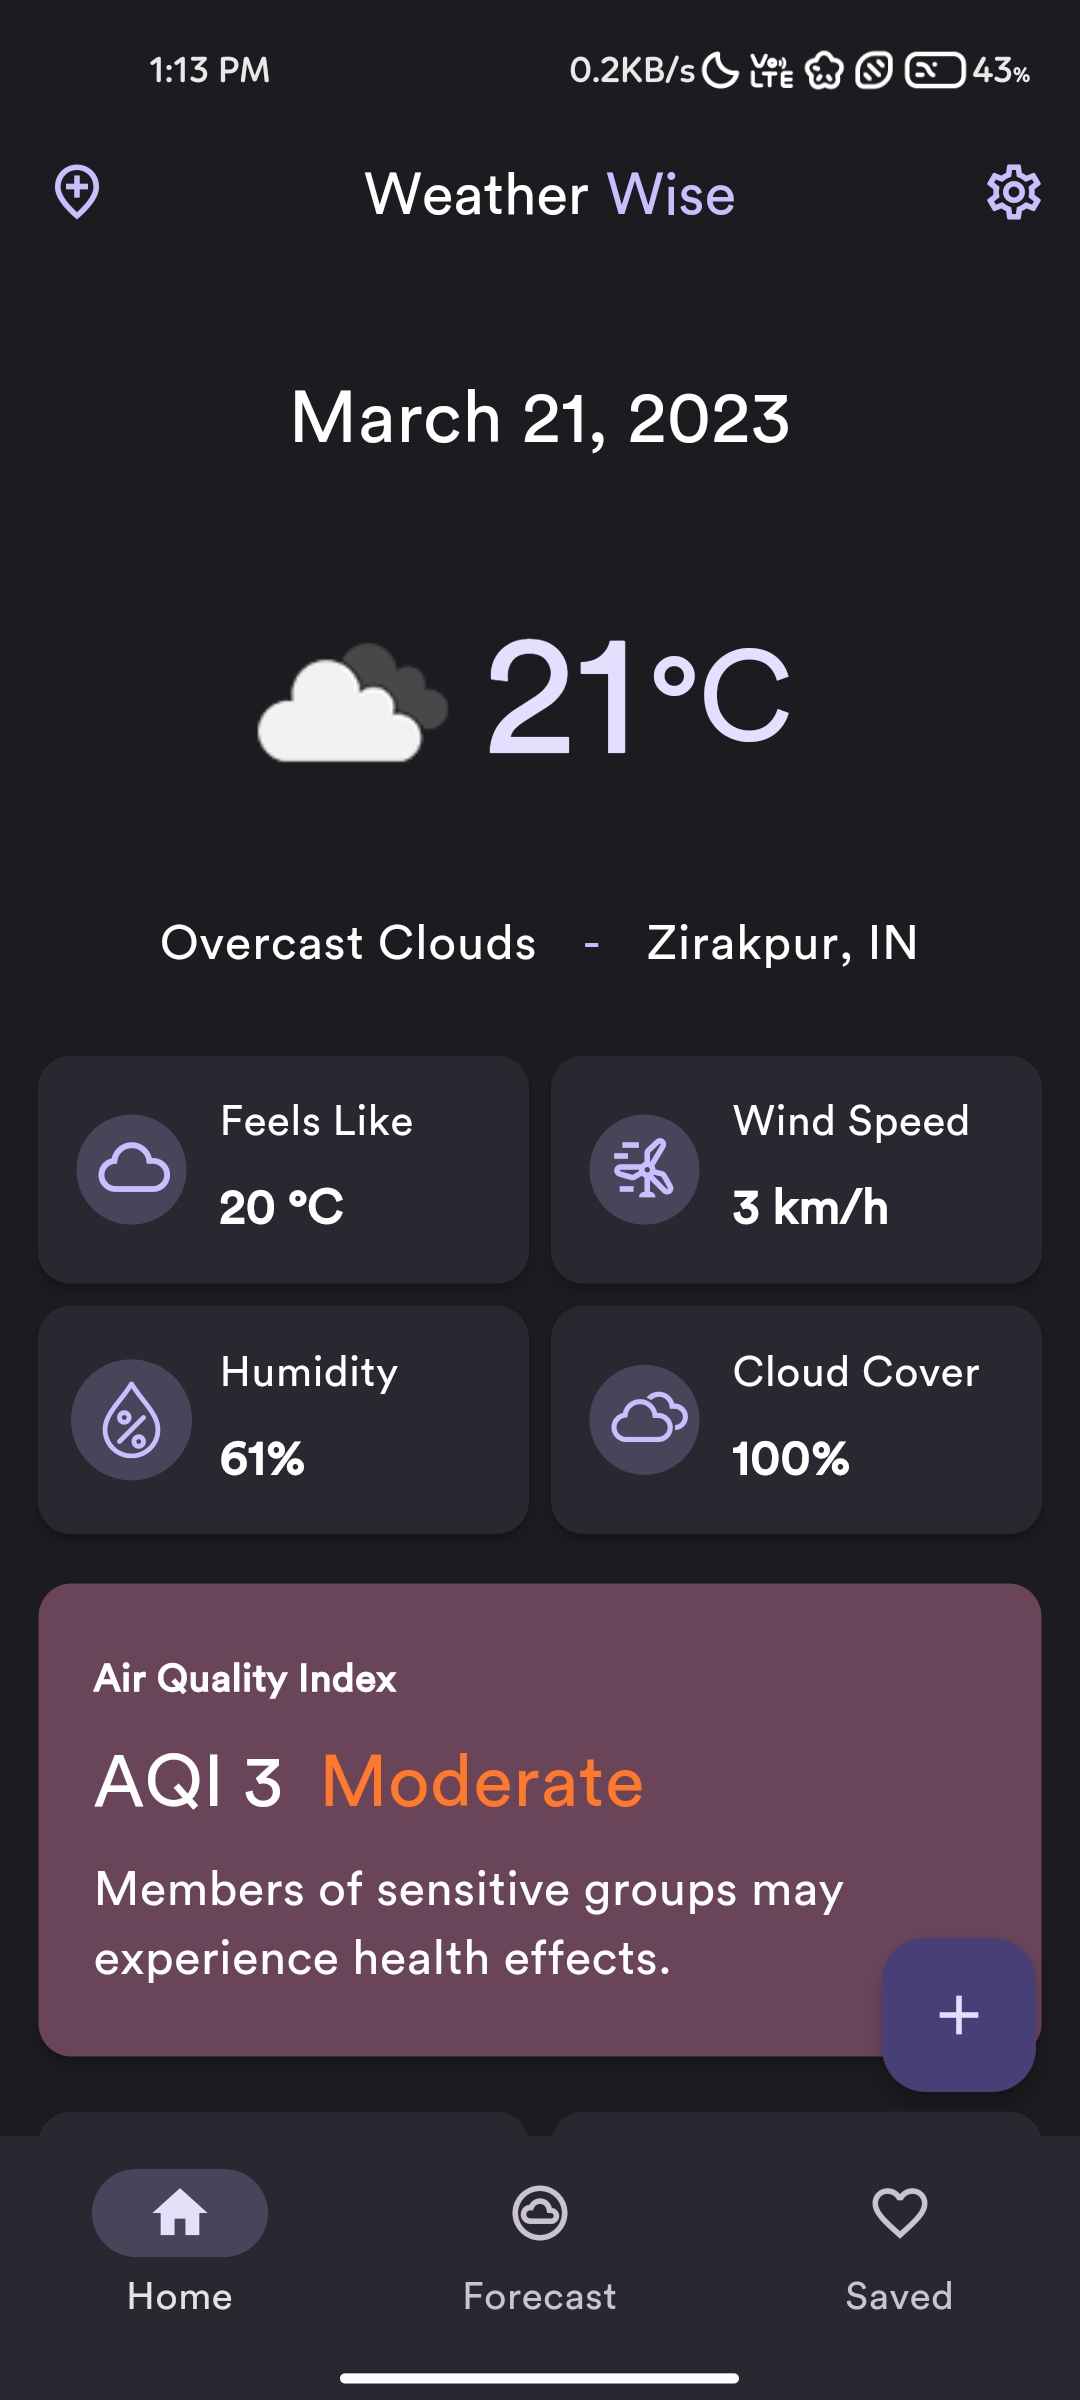 1:13 PM 0.2KB/s Vo LTE 43%
Weather Wise
March 21, 2023
21°C
Overcast Clouds - Zirakpur, IN
Feels Like
20 °C
Wind Speed
3 km/h
Humidity
61%
Cloud Cover
100%
Air Quality Index
AQI 3 Moderate
Members of sensitive groups may
experience health effects.
+
Home Forecast Saved